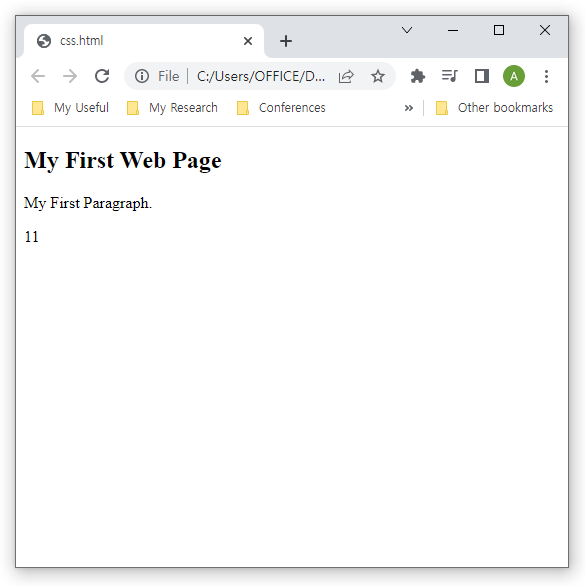 css.html
File C:/Users/OFFICE/D...
A
My Useful My Research Conferences » Other bookmarks
My First Web Page
My First Paragraph.
11